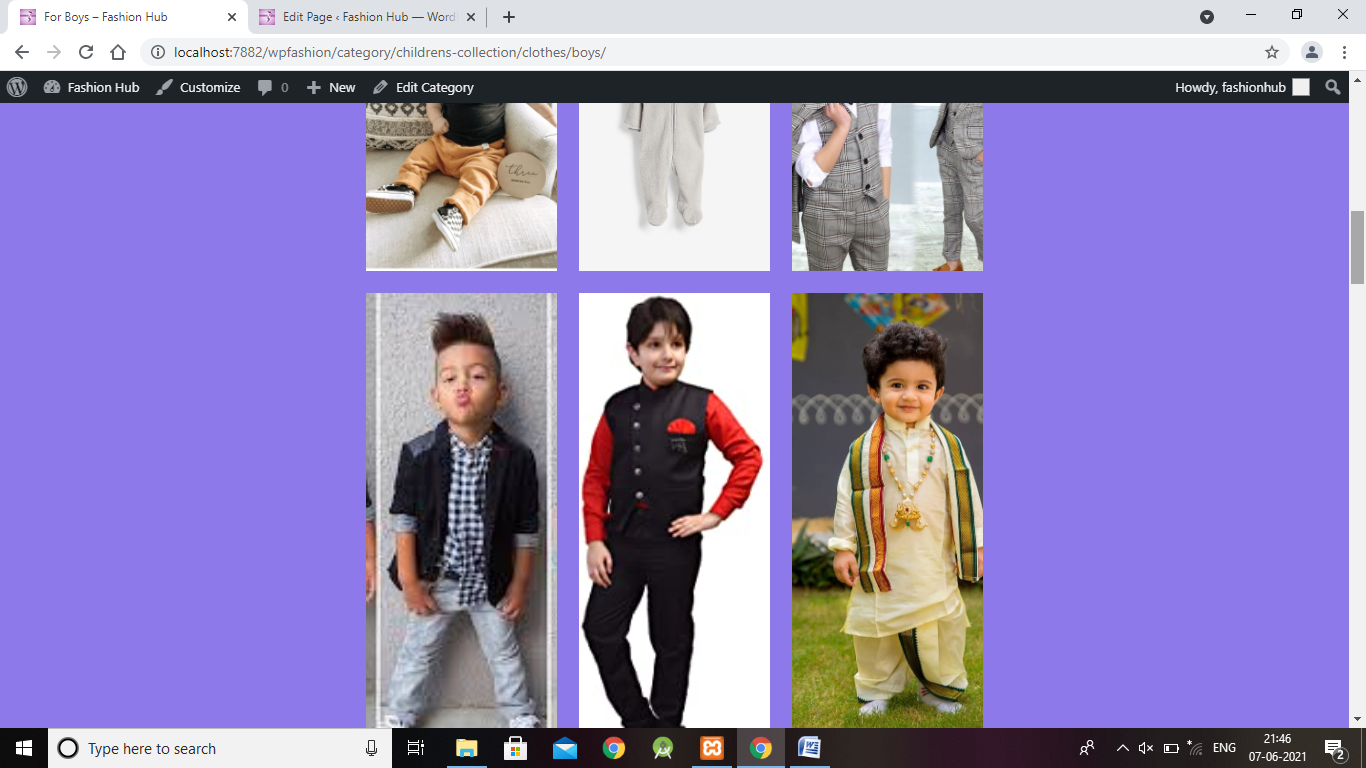 For Boys – Fashion Hub
Edit Page ‹ Fashion Hub — Word
localhost:7882/wpfashion/category/childrens-collection/clothes/boys/
Fashion Hub
Customize
0
New
Edit Category
Howdy, fashionhub
three
Type here to search
ENG
21:46
07-06-2021
2